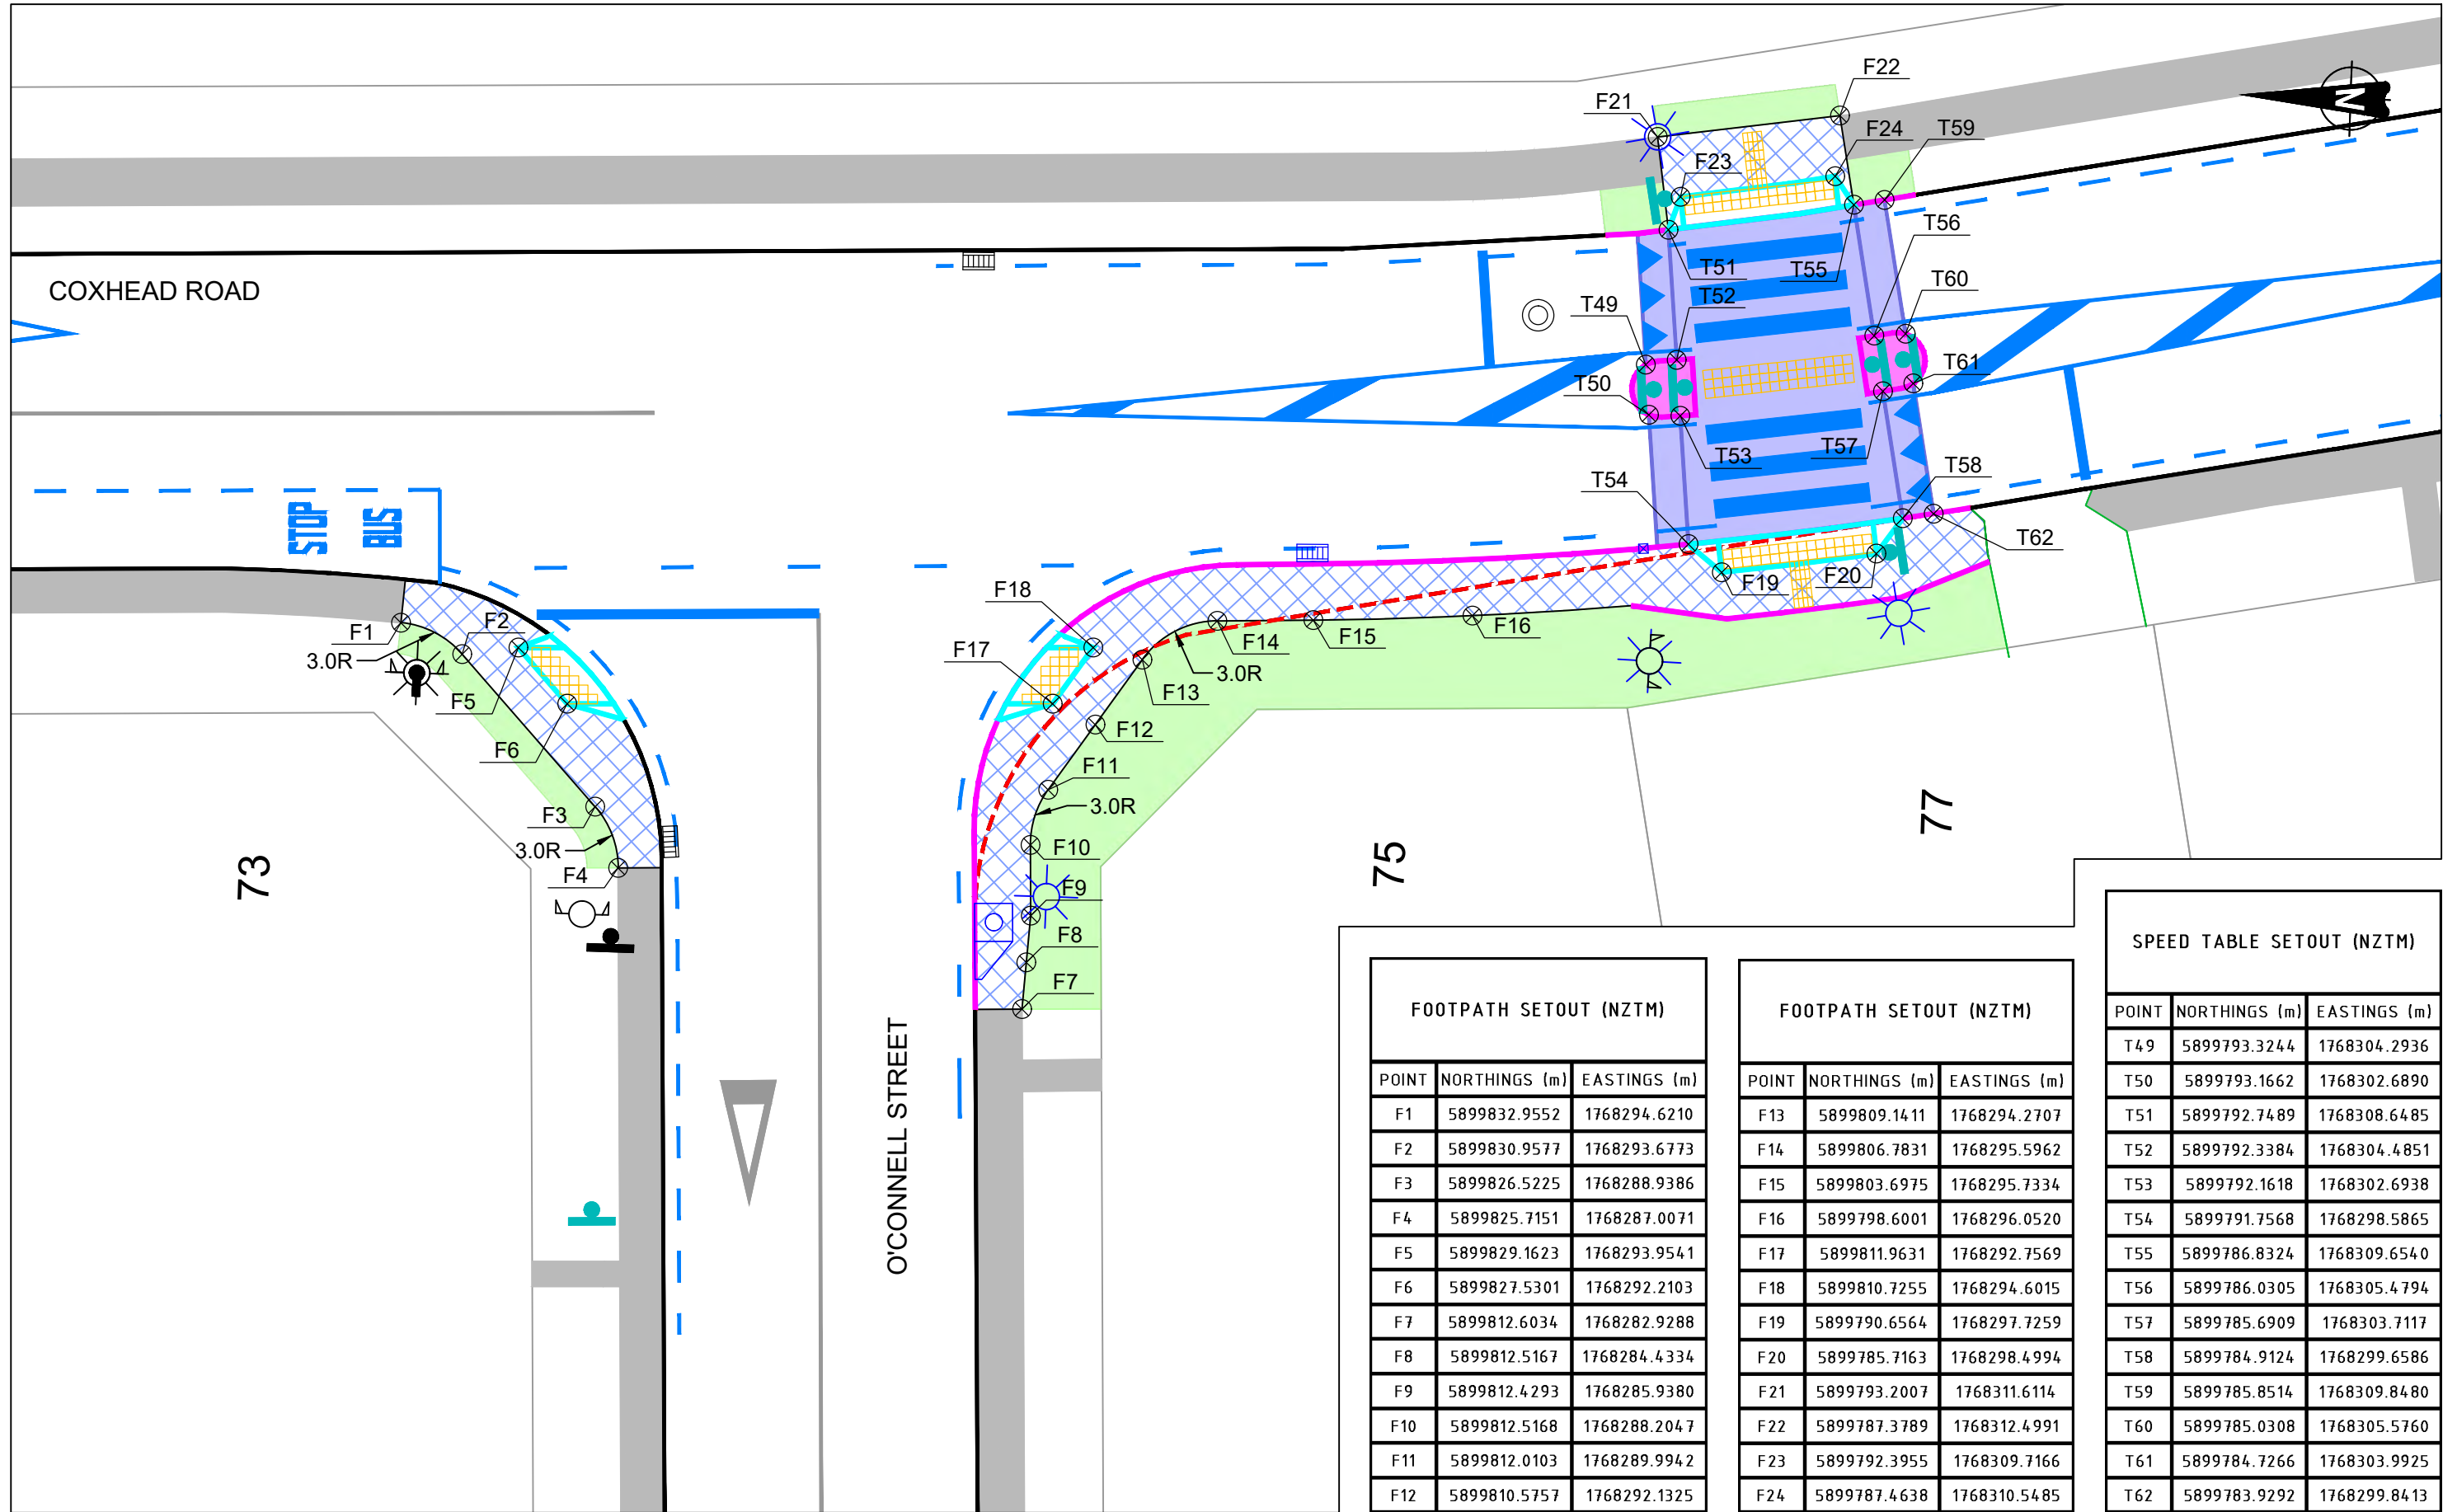 F22
F21
F24
T59
F23
T56
T51
T55
T60
COXHEAD ROAD
T49
T52
T61
T50
T53
T57
T58
T54
STOP
BUS
T62
F18
F19
F20
F1
F2
3.0R
F17
F14
F15
F16
3.0R
F13
F5
F12
F6
F11
3.0R
F3
3.0R
F10
F4
F9
F8
F7
73
75
77
N
O'CONNELL STREET
FOOTPATH SETOUT (NZTM)
POINT NORTHINGS (m) EASTINGS (m)
F1 5899832.9552 1768294.6210
F2 5899830.9577 1768293.6773
F3 5899826.5225 1768288.9386
F4 5899825.7151 1768287.0071
F5 5899829.1623 1768293.9541
F6 5899827.5301 1768292.2103
F7 5899812.6034 1768282.9288
F8 5899812.5167 1768284.4334
F9 5899812.4293 1768285.9380
F10 5899812.5168 1768288.2047
F11 5899812.0103 1768289.9942
F12 5899810.5757 1768292.1325
FOOTPATH SETOUT (NZTM)
POINT NORTHINGS (m) EASTINGS (m)
F13 5899809.1411 1768294.2707
F14 5899806.7831 1768295.5962
F15 5899803.6975 1768295.7334
F16 5899798.6001 1768296.0520
F17 5899811.9631 1768292.7569
F18 5899810.7255 1768294.6015
F19 5899790.6564 1768297.7259
F20 5899785.7163 1768298.4994
F21 5899793.2007 1768311.6114
F22 5899787.3789 1768312.4991
F23 5899792.3955 1768309.7166
F24 5899787.4638 1768310.5485
SPEED TABLE SETOUT (NZTM)
POINT NORTHINGS (m) EASTINGS (m)
T49 5899793.3244 1768304.2936
T50 5899793.1662 1768302.6890
T51 5899792.7489 1768308.6485
T52 5899792.3384 1768304.4851
T53 5899792.1618 1768302.6938
T54 5899791.7568 1768298.5865
T55 5899786.8324 1768309.6540
T56 5899786.0305 1768305.4794
T57 5899785.6909 1768303.7117
T58 5899784.9124 1768299.6586
T59 5899785.8514 1768309.8480
T60 5899785.0308 1768305.5760
T61 5899784.7266 1768303.9925
T62 5899783.9292 1768299.8413